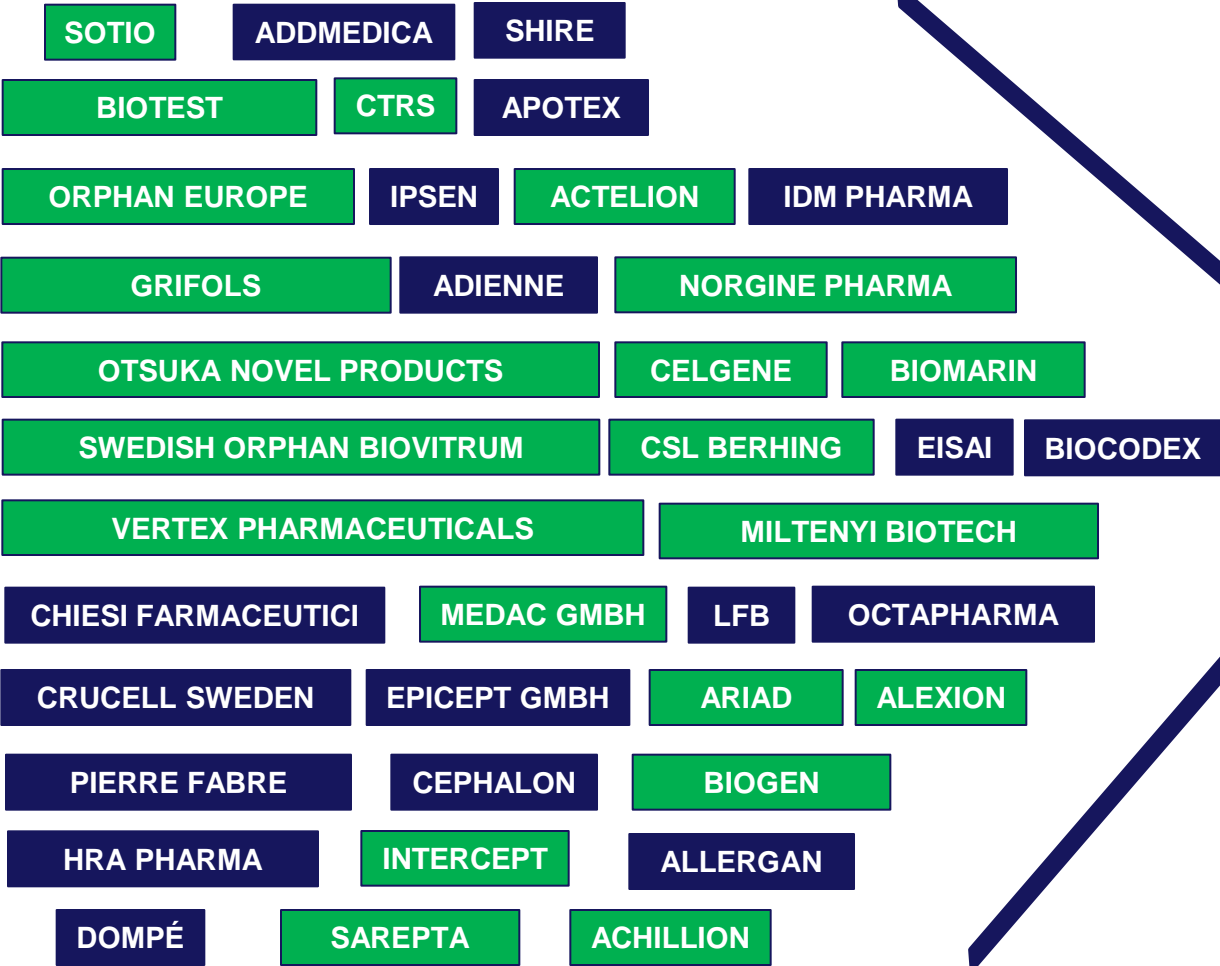 SOTIO ADDMEDICA SHIRE
BIOTEST CTRS APOTEX
ORPHAN EUROPE IPSEN ACTELION IDM PHARMA
GRIFOLS ADIENNE NORGINE PHARMA
OTSUKA NOVEL PRODUCTS CELGENE BIOMARIN
SWEDISH ORPHAN BIOVITRUM CSL BERHING EISAI BIOCODEX
VERTEX PHARMACEUTICALS MILTENYI BIOTECH
CHIESI FARMACEUTICI MEDAC GMBH LFB OCTAPHARMA
CRUCELL SWEDEN EPICEPT GMBH ARIAD ALEXION
PIERRE FABRE CEPHALON BIOGEN
HRA PHARMA INTERCEPT ALLERGAN
DOMPÉ SAREPTA ACHILLION